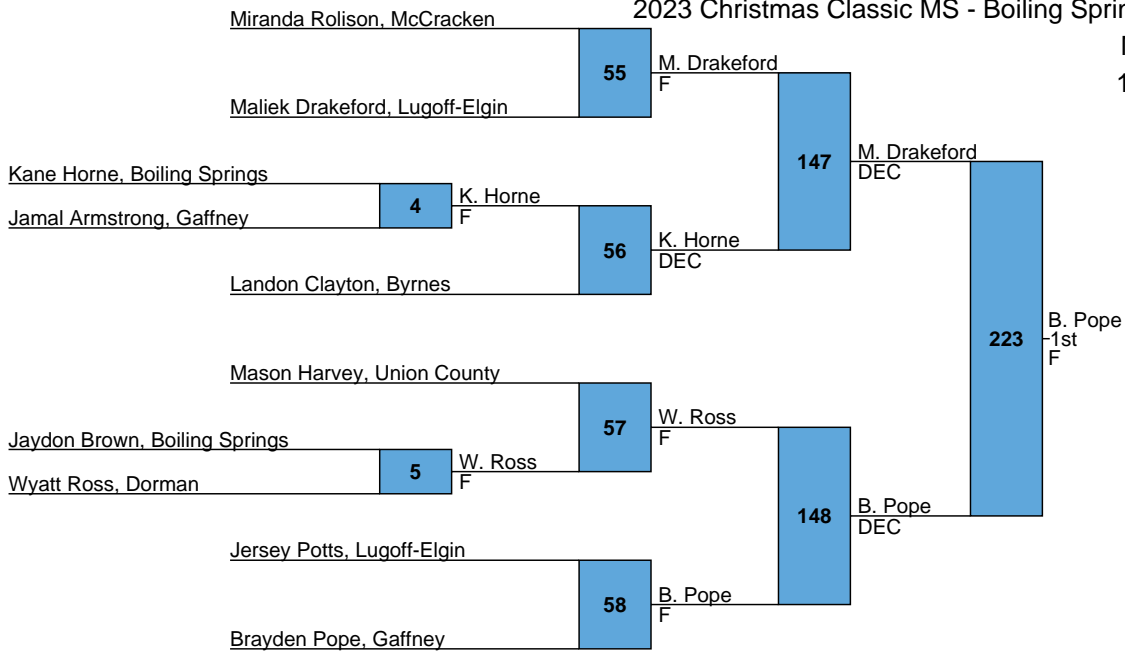 2023 Christmas Classic MS - Boiling
Miranda Rolison, McCracken
55
M. Drakeford
F
Maliek Drakeford, Lugoff-Elgin
147
M. Drakeford
DEC
Kane Horne, Boiling Springs
4
K. Horne
F
Jamal Armstrong, Gaffney
56
K. Horne
DEC
Landon Clayton, Byrnes
223
B. Pope
1st
F
Mason Harvey, Union County
57
W. Ross
F
Jaydon Brown, Boiling Springs
5
W. Ross
F
Wyatt Ross, Dorman
148
B. Pope
DEC
Jersey Potts, Lugoff-Elgin
58
B. Pope
F
Brayden Pope, Gaffney